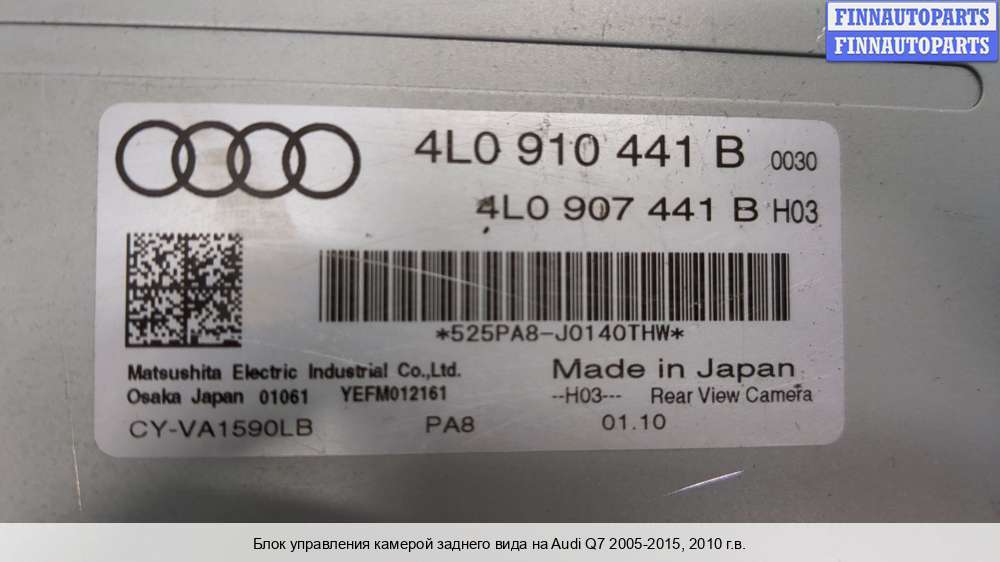 FINNAUTOPARTS
FINNAUTOPARTS
4L0 910 441 B 0030
4L0 907 441 B H03
*525PA8-J0140THW*
Matsushita Electric Industrial Co.,Ltd. Made in Japan
Osaka Japan 01061 YEFM012161 --H03--- Rear View Camera
CY-VA1590LB PA8 01.10
Блок управления камерой заднего вида на Audi Q7 2005-2015, 2010 г.в.